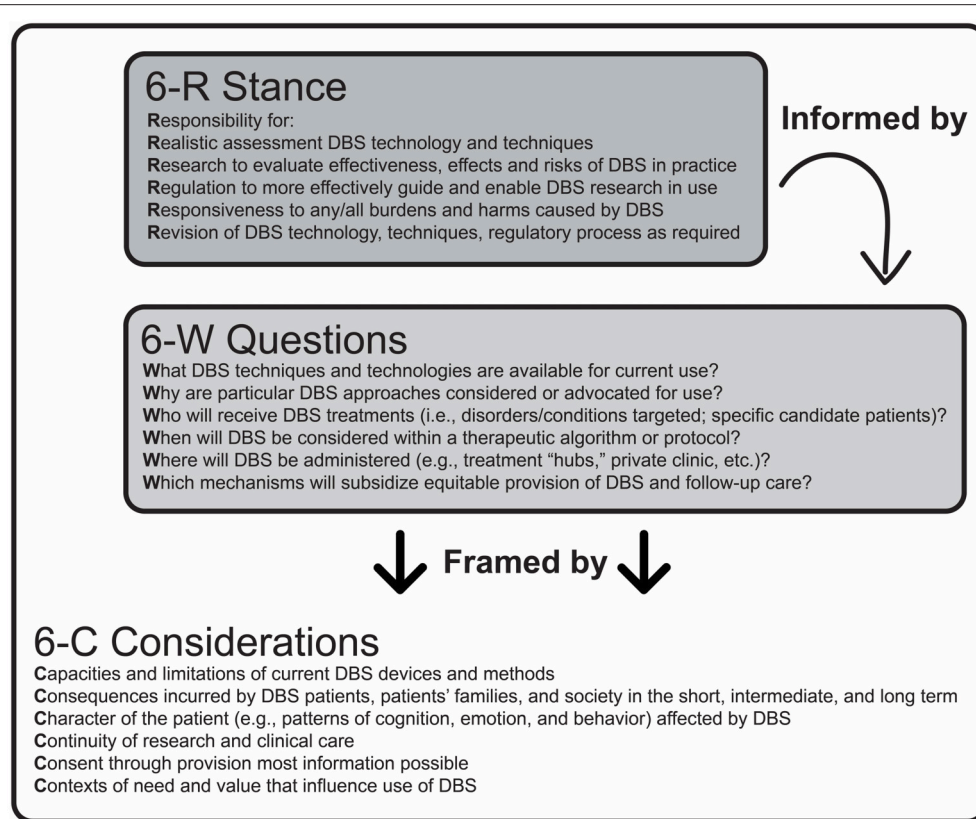 6-R Stance
Responsibility for:
Realistic assessment DBS technology and techniques
Research to evaluate effectiveness, effects and risks of DBS in practice
Regulation to more effectively guide and enable DBS research in use
Responsiveness to any/all burdens and harms caused by DBS
Revision of DBS technology, techniques, regulatory process as required
Informed by
6-W Questions
What DBS techniques and technologies are available for current use?
Why are particular DBS approaches considered or advocated for use?
Who will receive DBS treatments (i.e., disorders/conditions targeted; specific candidate patients)?
When will DBS be considered within a therapeutic algorithm or protocol?
Where will DBS be administered (e.g., treatment “hubs,” private clinic, etc.)?
Which mechanisms will subsidize equitable provision of DBS and follow-up care?
Framed by
6-C Considerations
Capacities and limitations of current DBS devices and methods
Consequences incurred by DBS patients, patients’ families, and society in the short, intermediate, and long term
Character of the patient (e.g., patterns of cognition, emotion, and behavior) affected by DBS
Continuity of research and clinical care
Consent through provision most information possible
Contexts of need and value that influence use of DBS